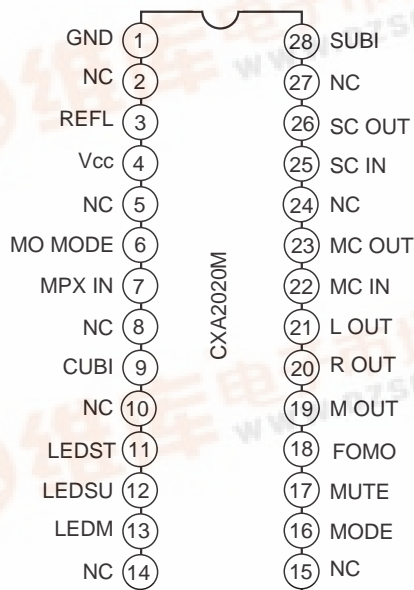 GND 1 28 SUBI
NC 2 27 NC
REFL 3 26 SC OUT
Vcc 4 25 SC IN
NC 5 24 NC
MO MODE 6 23 MC OUT
MPX IN 7 22 MC IN
NC 8 21 L OUT
CUBI 9 20 R OUT
NC 10 19 M OUT
LEDST 11 18 FOMO
LEDSU 12 17 MUTE
LEDM 13 16 MODE
NC 14 15 NC
CXA2020M